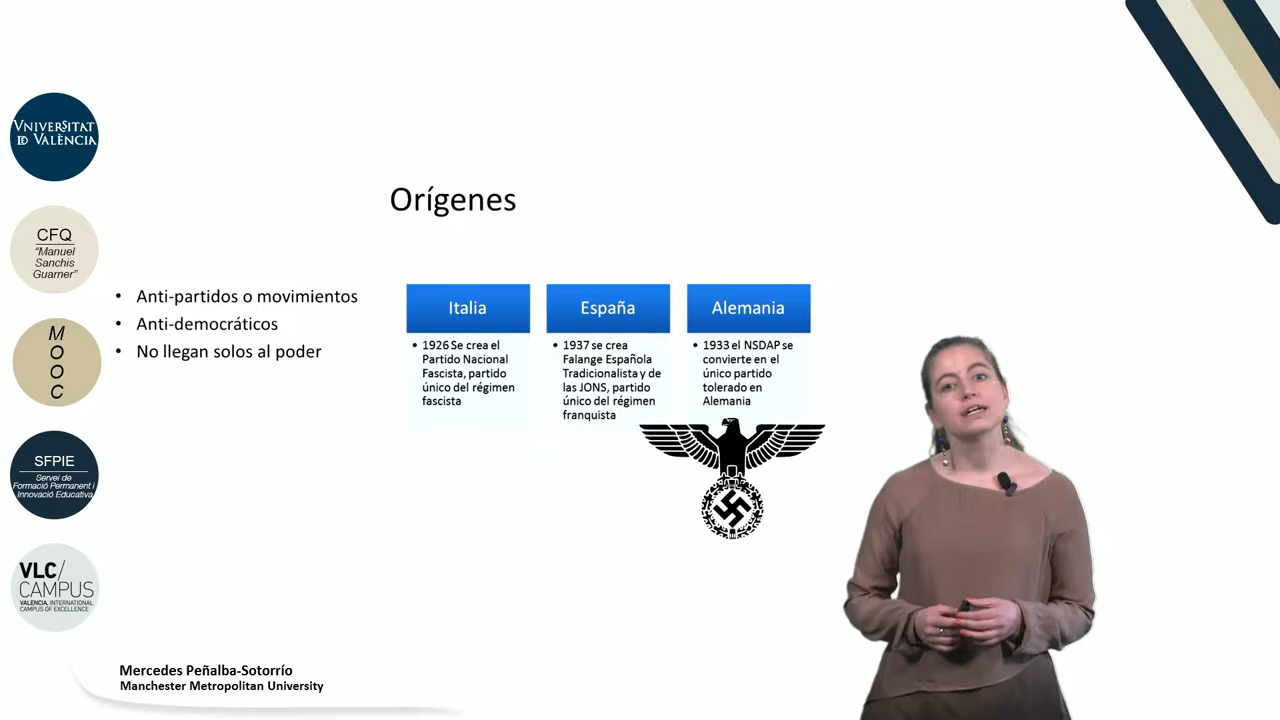 VNIVERSITAT
ID VALÈNCIA
CFQ
"Manuel
Sanchis
Guarner"
M
O
O
C
SFPIE
Servei de
Formació Permanent i
Innovació Educativa
VLC/
CAMPUS
VALENCIA, INTERNATIONAL
CAMPUS OF EXCELLENCE
Orígenes
• Anti-partidos o movimientos
• Anti-democráticos
• No llegan solos al poder
Italia
• 1926 Se crea el
Partido Nacional
Fascista, partido
único del régimen
fascista
España
• 1937 se crea
Falange Española
Tradicionalista y de
las JONS, partido
único del régimen
franquista
Alemania
• 1933 el NSDAP se
convierte en el
único partido
tolerado en
Alemania
Mercedes Peñalba-Sotorrío
Manchester Metropolitan University